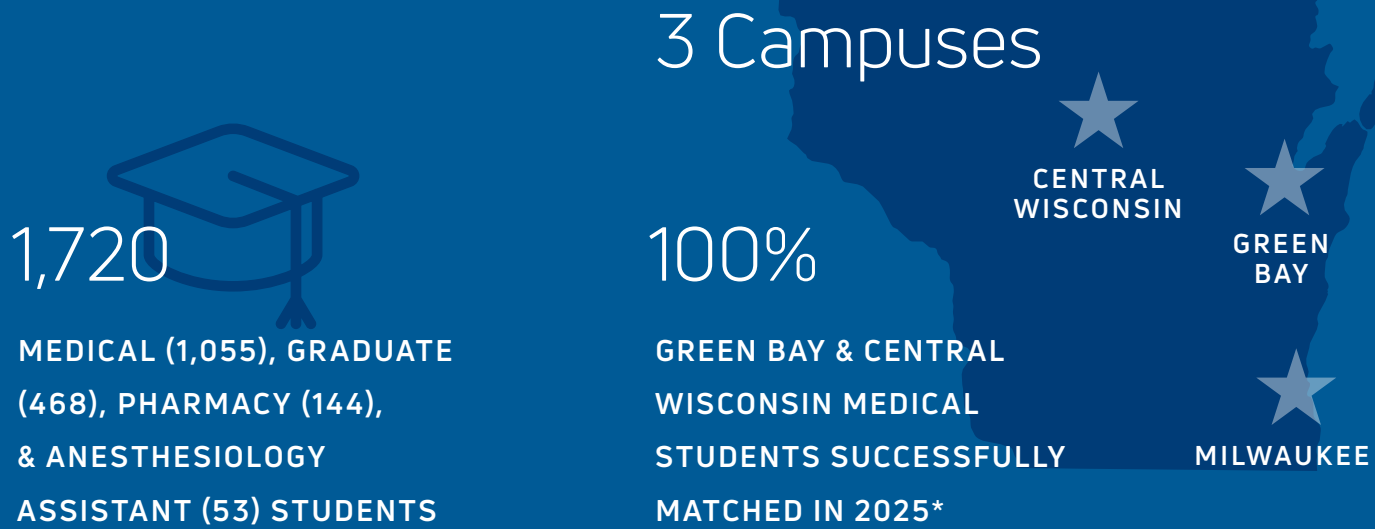 3 Campuses
CENTRAL
WISCONSIN
GREEN
BAY
MILWAUKEE
1,720
MEDICAL (1,055), GRADUATE
(468), PHARMACY (144),
& ANESTHESIOLOGY
ASSISTANT (53) STUDENTS
100%
GREEN BAY & CENTRAL
WISCONSIN MEDICAL
STUDENTS SUCCESSFULLY
MATCHED IN 2025*